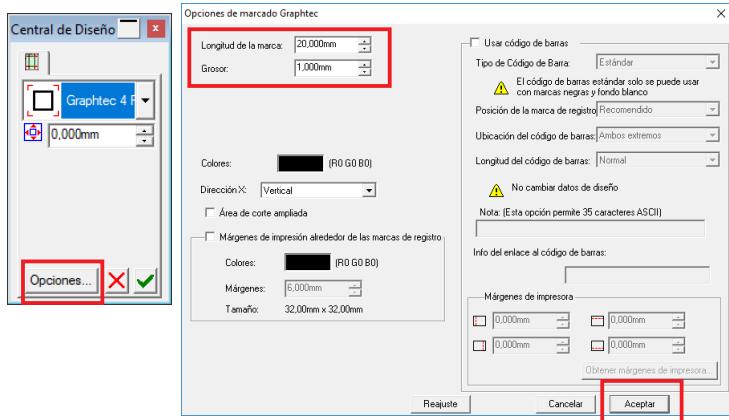 Central de Diseño
Graphtec 4 P
0,000mm
Opciones...
Opciones de marcado Graphtec
Longitud de la marca: 20,000mm
Grosor: 1,000mm
Colores: (R0 G0 B0)
Dirección X: Vertical
Área de corte ampliada
Márgenes de impresión alrededor de las marcas de registro
Colores: (R0 G0 B0)
Márgenes: 6,000mm
Tamaño: 32,00mm x 32,00mm
Usar código de barras
Tipo de Código de Barra: Estándar
El código de barras estándar solo se puede usar
con marcas negras y fondo blanco
Posición de la marca de registro Recomendido
Ubicación del código de barras: Ambos extremos
Longitud del código de barras: Normal
No cambiar datos de diseño
Nota: (Esta opción permite 35 caracteres ASCII)
Info del enlace al código de barras:
Márgenes de impresora
0,000mm 0,000mm
0,000mm 0,000mm
Obtener márgenes de impresora...
Reajuste Cancelar Aceptar